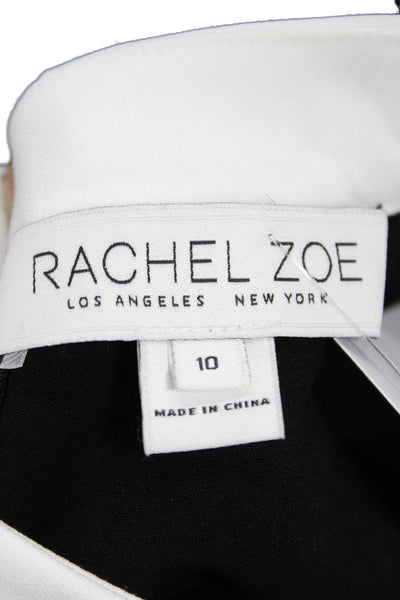 RACHEL ZOE
LOS ANGELES NEW YORK
10
MADE IN CHINA